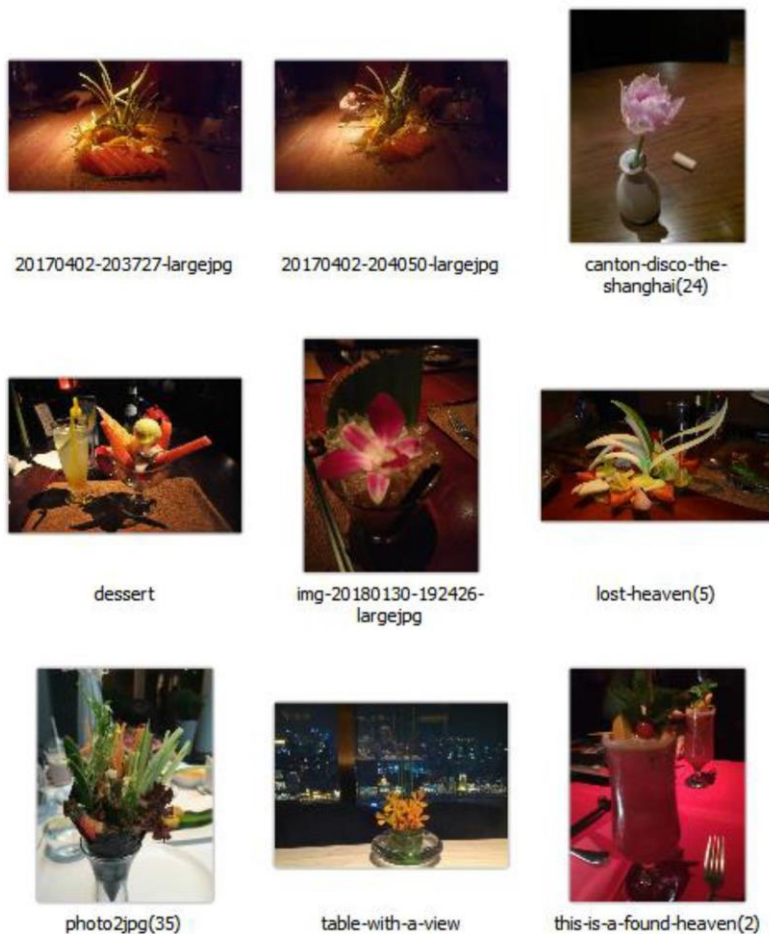 20170402-203727-largejpg
20170402-204050-largejpg
canton-disco-the-
shanghai(24)
dessert
img-20180130-192426-
largejpg
lost-heaven(5)
photo2jpg(35)
table-with-a-view
this-is-a-found-heaven(2)